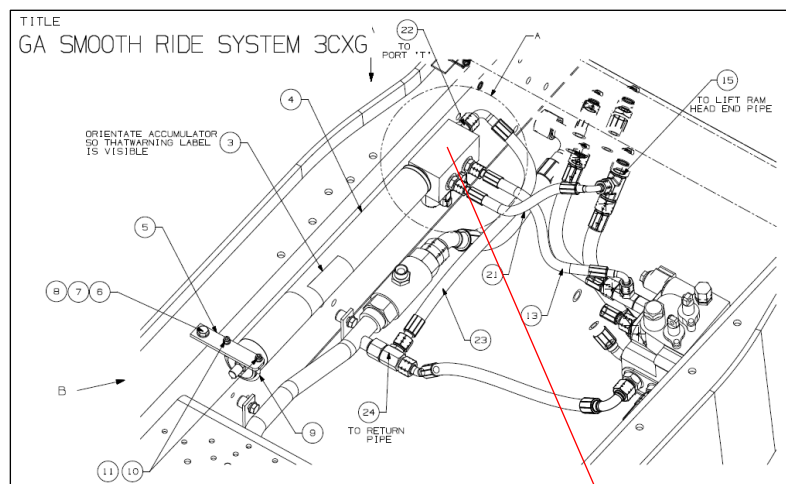 TITLE
GA SMOOTH RIDE SYSTEM 3CXG
22
TO
PORT 'T'
A
15
TO LIFT RAM
HEAD END PIPE
4
ORIENTATE ACCUMULATOR
SO THATWARNING LABEL
IS VISIBLE
3
5
8 7 6
21
13
23
B
9
24
TO RETURN
PIPE
11 10